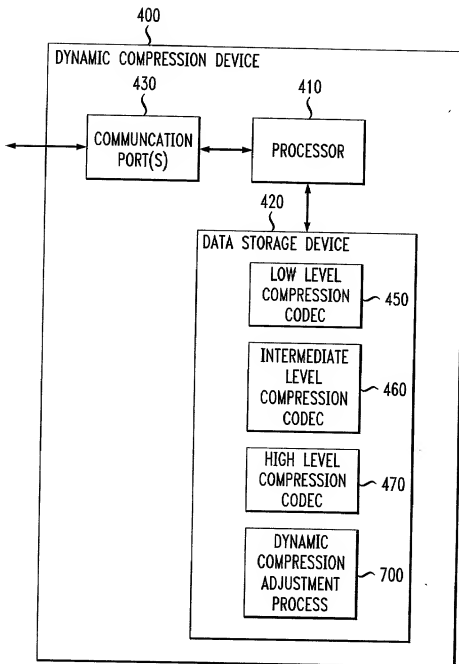 400
DYNAMIC COMPRESSION DEVICE
430
410
COMMUNCATION
PORT(S)
PROCESSOR
420
DATA STORAGE DEVICE
LOW LEVEL
COMPRESSION
CODEC
450
INTERMEDIATE
LEVEL
COMPRESSION
CODEC
460
HIGH LEVEL
COMPRESSION
CODEC
470
DYNAMIC
COMPRESSION
ADJUSTMENT
PROCESS
700